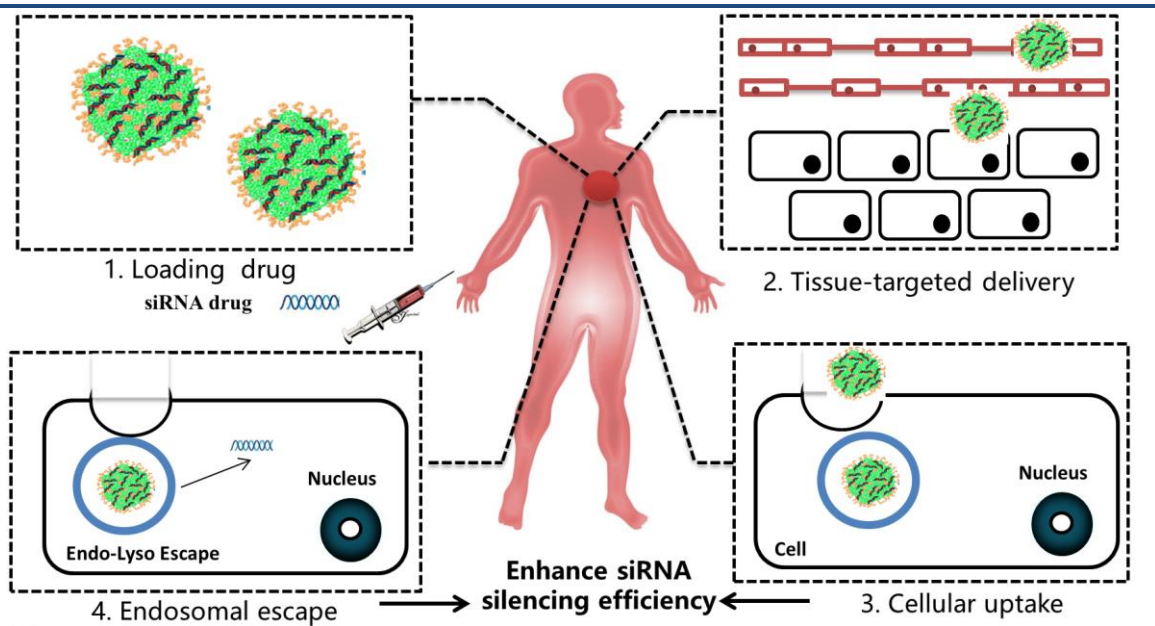 1. Loading drug
siRNA drug
2. Tissue-targeted delivery
Nucleus
Endo-Lyso Escape
4. Endosomal escape
Enhance siRNA
silencing efficiency
Nucleus
Cell
3. Cellular uptake